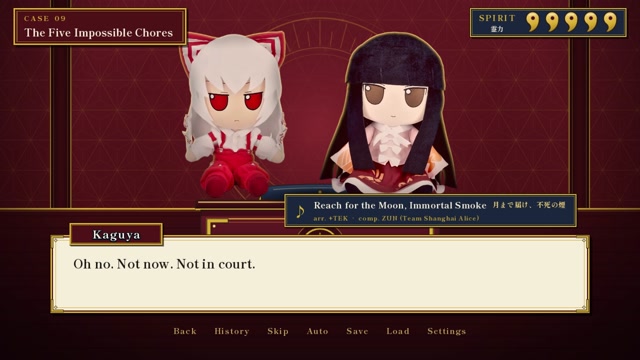 CASE 09
The Five Impossible Chores
SPIRIT
霊力
Reach for the Moon, Immortal Smoke 月まで届け、不死の煙
arr. +TEK · comp. ZUN (Team Shanghai Alice)
Kaguya
Oh no. Not now. Not in court.
Back History Skip Auto Save Load Settings